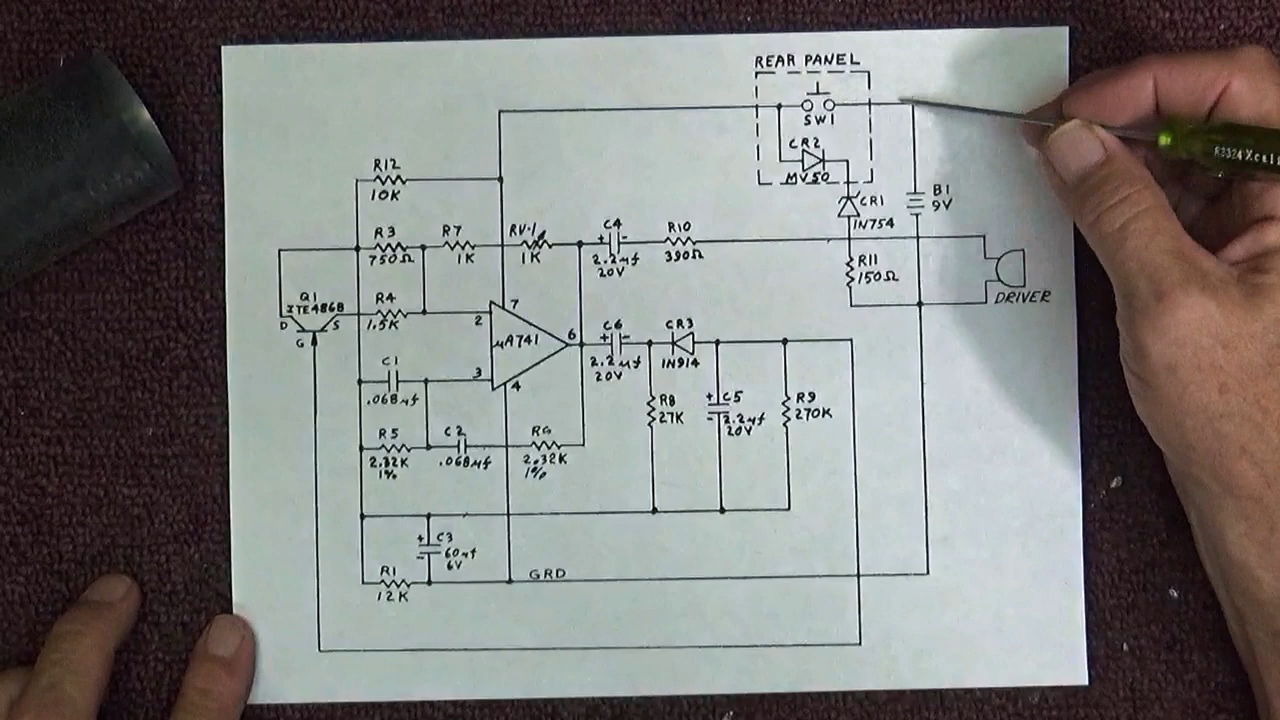 REAR PANEL
SW1
CR2
MV50
R12
10K
CR1
1N754
B1
9V
R3
750Ω
R7
1K
RV-1
1K
C4
+ -
2.2µf
20V
R10
390Ω
R11
150Ω
DRIVER
Q1
ITE4868
D S
G
R4
1.5K
7
2
µA741
6
3
4
C6
+ -
2.2µf
20V
CR3
1N914
C1
.068µf
R8
27K
+ C5
- 2.2µf
20V
R9
270K
R5
2.32K
1%
C2
.068µf
R6
2.32K
1%
+ C3
- 60µf
6V
R1
12K
GRD
R3324 Xceli